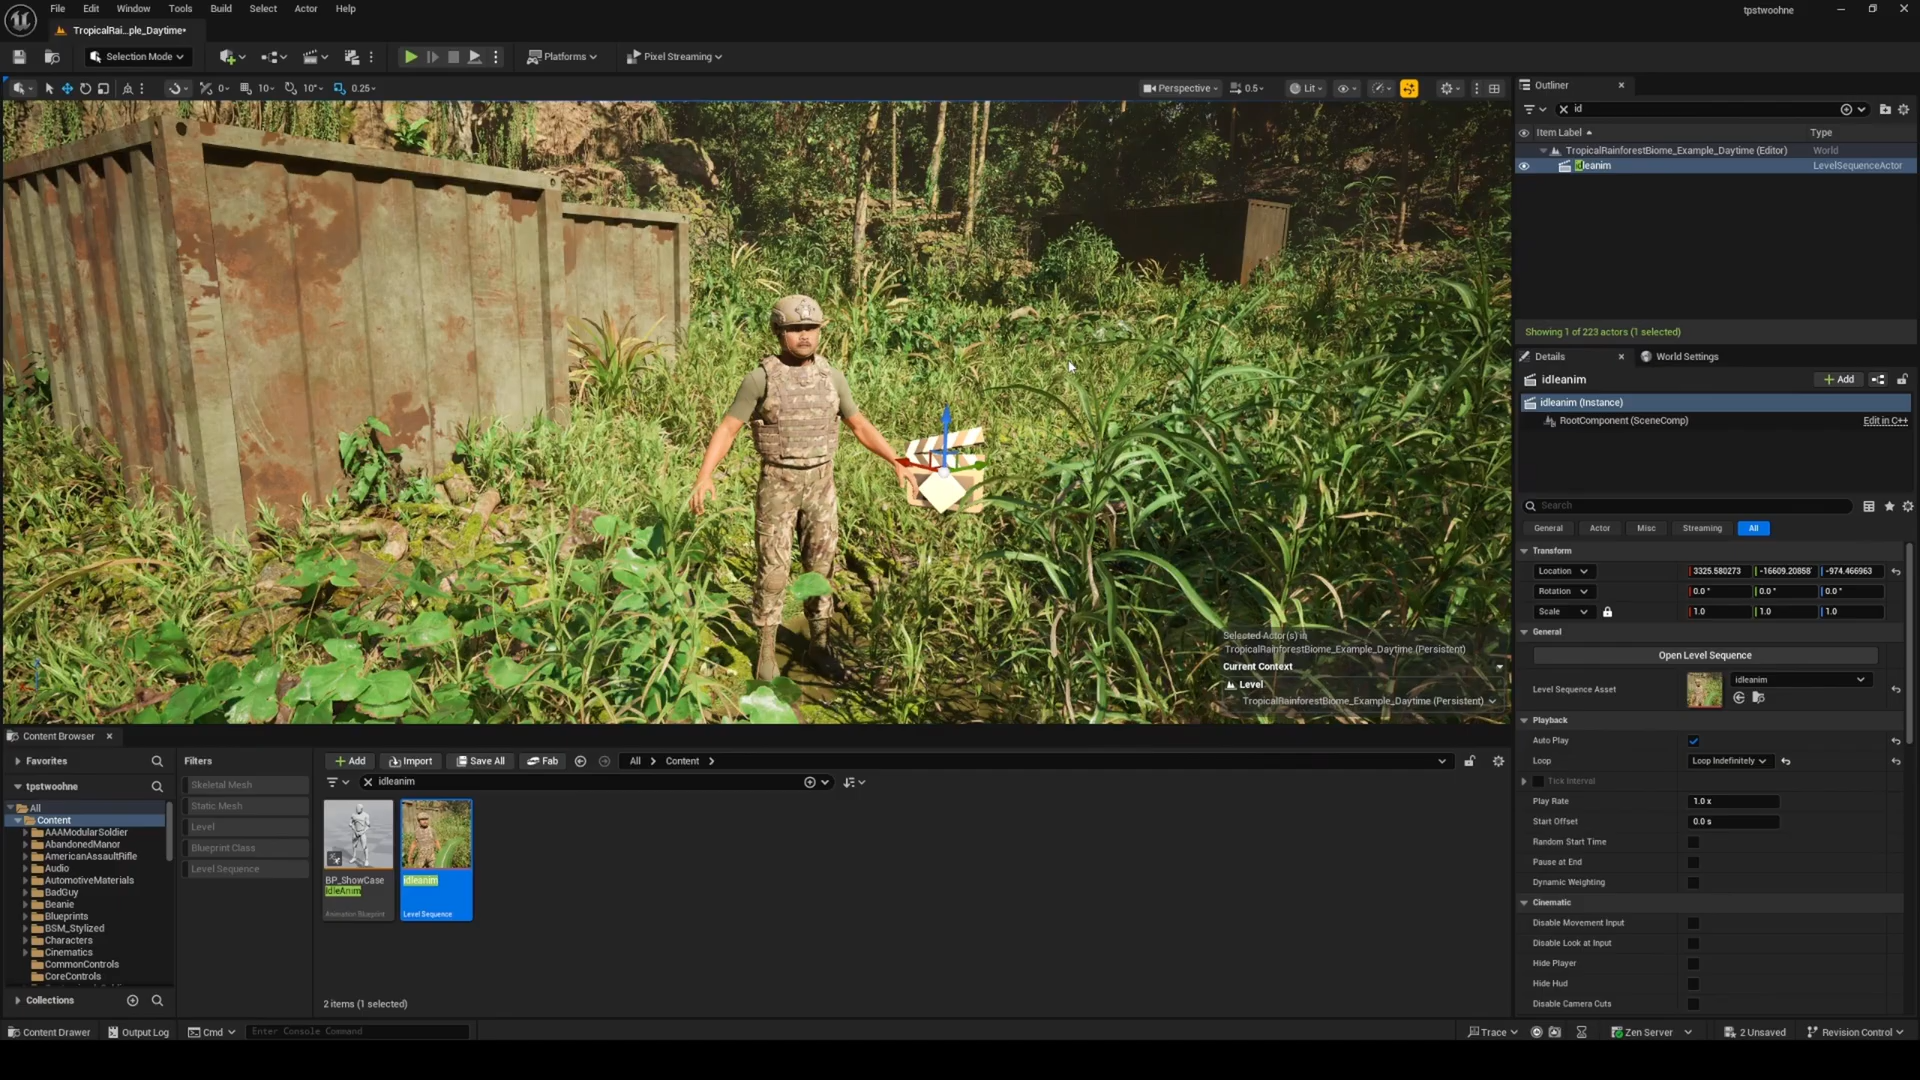 File Edit Window Tools Build Select Actor Help
tpstwoohne
TropicalRai...ple_Daytime*
Selection Mode
Platforms
Pixel Streaming
0
10
10°
0.25
Perspective
0.5
Lit
Outliner
id
Item Label
Type
TropicalRainforestBiome_Example_Daytime (Editor)
World
idleanim
LevelSequenceActor
Showing 1 of 223 actors (1 selected)
Details
World Settings
idleanim
Add
idleanim (Instance)
RootComponent (SceneComp)
Edit in C++
Search
General
Actor
Misc
Streaming
All
Transform
Location
3325.580273
-16609.20858
-974.466963
Rotation
0.0 °
0.0 °
0.0 °
Scale
1.0
1.0
1.0
General
Open Level Sequence
Level Sequence Asset
idleanim
Playback
Auto Play
Loop
Loop Indefinitely
Tick Interval
Play Rate
1.0 x
Start Offset
0.0 s
Random Start Time
Pause at End
Dynamic Weighting
Cinematic
Disable Movement Input
Disable Look at Input
Hide Player
Hide Hud
Disable Camera Cuts
Selected Actor(s) in
TropicalRainforestBiome_Example_Daytime (Persistent)
Current Context
Level
TropicalRainforestBiome_Example_Daytime (Persistent)
Content Browser
Favorites
tpstwoohne
All
Content
AAAModularSoldier
AbandonedManor
AmericanAssaultRifle
Audio
AutomotiveMaterials
BadGuy
Beanie
Blueprints
BSM_Stylized
Characters
Cinematics
CommonControls
CoreControls
Collections
Filters
Skeletal Mesh
Static Mesh
Level
Blueprint Class
Level Sequence
Add
Import
Save All
Fab
All
Content
idleanim
BP_ShowCase
IdleAnim
Animation Blueprint
idleanim
Level Sequence
2 items (1 selected)
Content Drawer
Output Log
Cmd
Enter Console Command
Trace
Zen Server
2 Unsaved
Revision Control